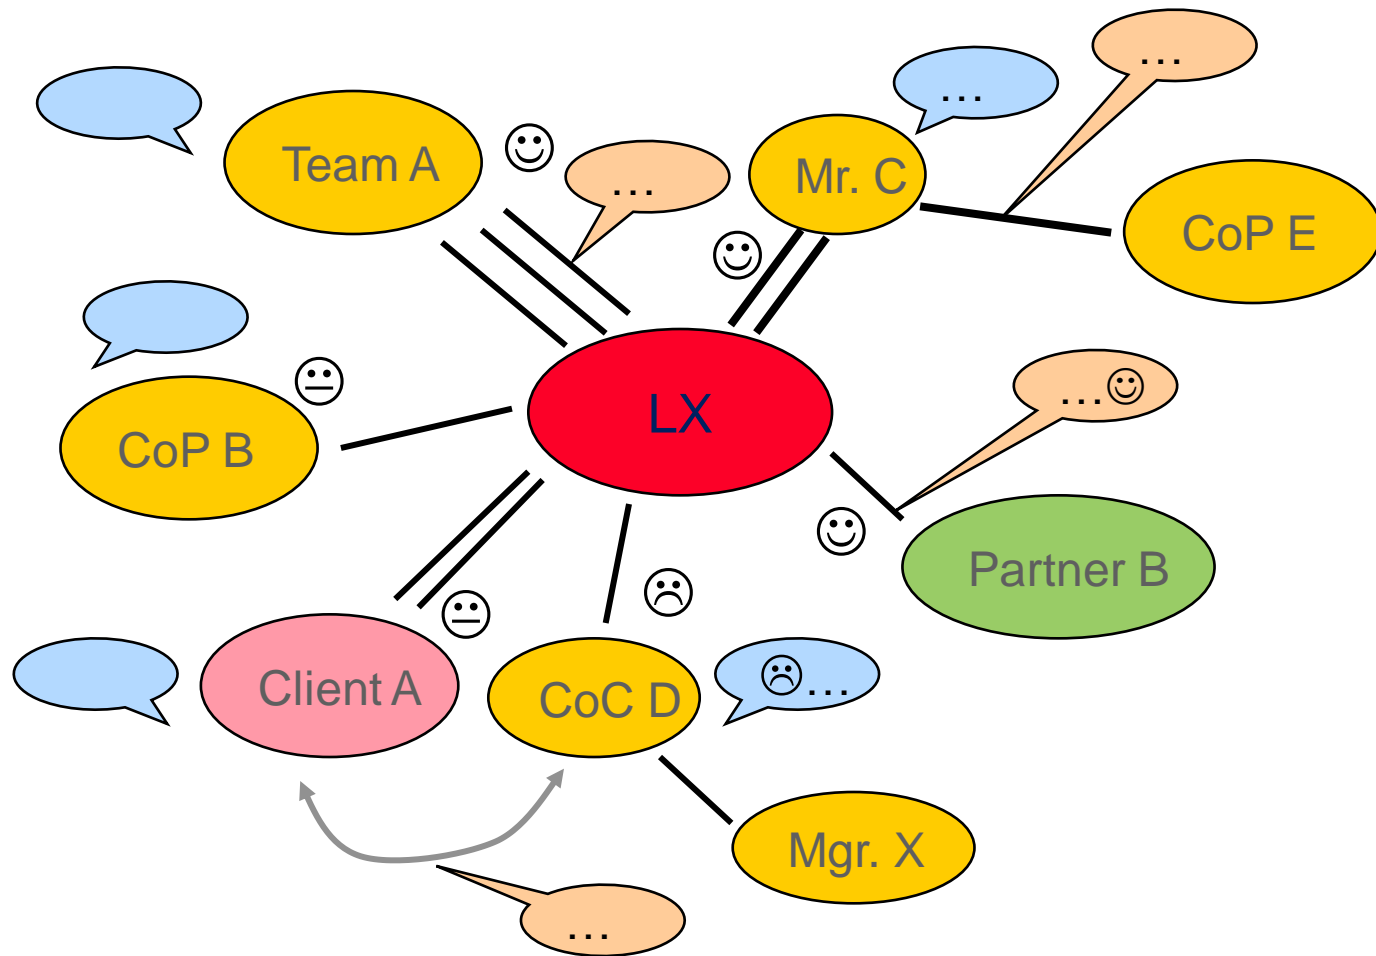 ...
...
Team A
...
Mr. C
CoP E
...☺
LX
CoP B
Partner B
Client A
CoC D
☹...
Mgr. X
...